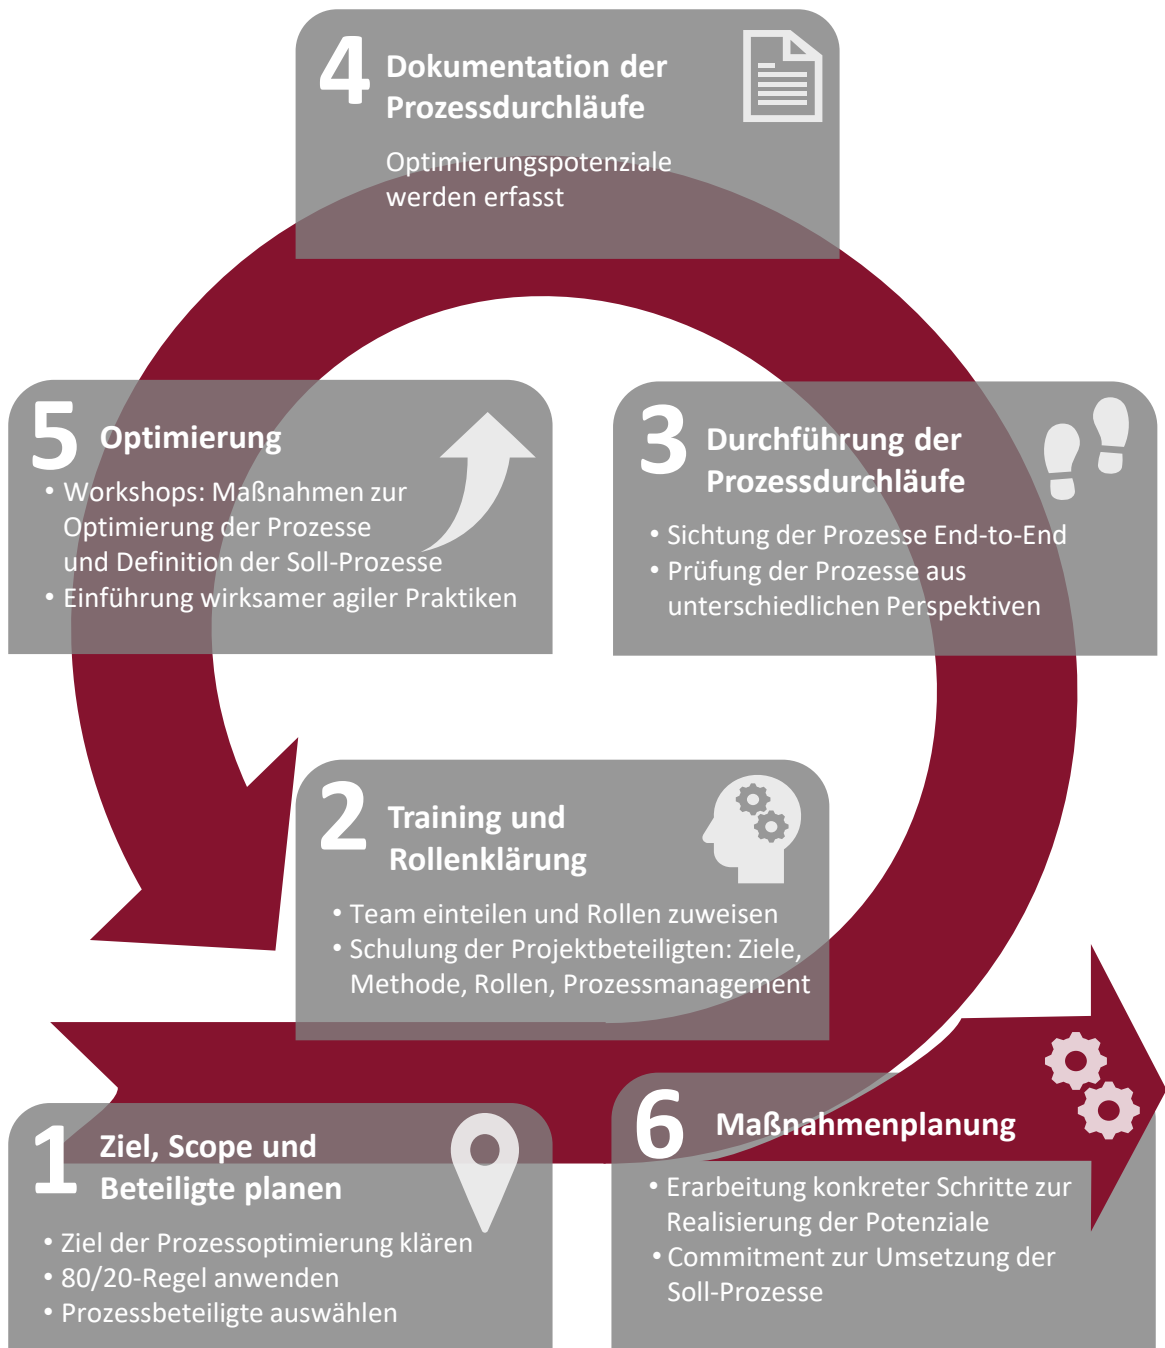 4 Dokumentation der
Prozessdurchläufe
Optimierungspotenziale
werden erfasst
5 Optimierung
• Workshops: Maßnahmen zur
Optimierung der Prozesse
und Definition der Soll-Prozesse
• Einführung wirksamer agiler Praktiken
3 Durchführung der
Prozessdurchläufe
• Sichtung der Prozesse End-to-End
• Prüfung der Prozesse aus
unterschiedlichen Perspektiven
2 Training und
Rollenklärung
• Team einteilen und Rollen zuweisen
• Schulung der Projektbeteiligten: Ziele,
Methode, Rollen, Prozessmanagement
1 Ziel, Scope und
Beteiligte planen
• Ziel der Prozessoptimierung klären
• 80/20-Regel anwenden
• Prozessbeteiligte auswählen
6 Maßnahmenplanung
• Erarbeitung konkreter Schritte zur
Realisierung der Potenziale
• Commitment zur Umsetzung der
Soll-Prozesse